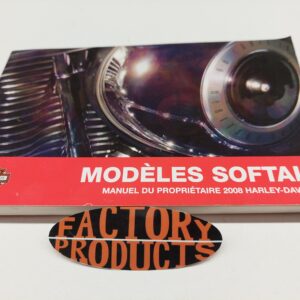 MODÈLES SOFTAI
MANUEL DU PROPRIÉTAIRE 2008 HARLEY-DAV
FACTORY
PRODUCTS